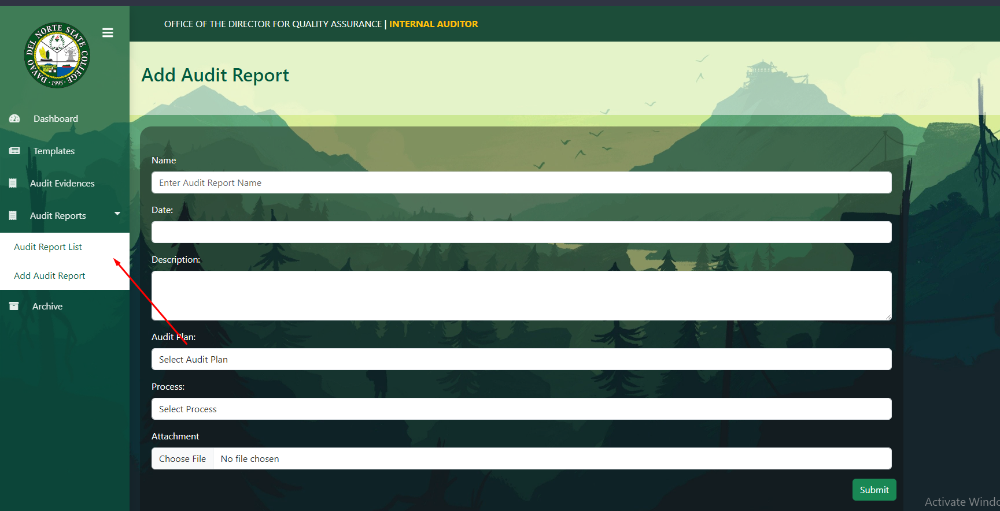 DAVAO DEL NORTE STATE COLLEGE
· 1995 ·
OFFICE OF THE DIRECTOR FOR QUALITY ASSURANCE | INTERNAL AUDITOR
Add Audit Report
Dashboard
Templates
Audit Evidences
Audit Reports
Audit Report List
Add Audit Report
Archive
Name
Enter Audit Report Name
Date:
Description:
Audit Plan:
Select Audit Plan
Process:
Select Process
Attachment
Choose File No file chosen
Submit
Activate Windo